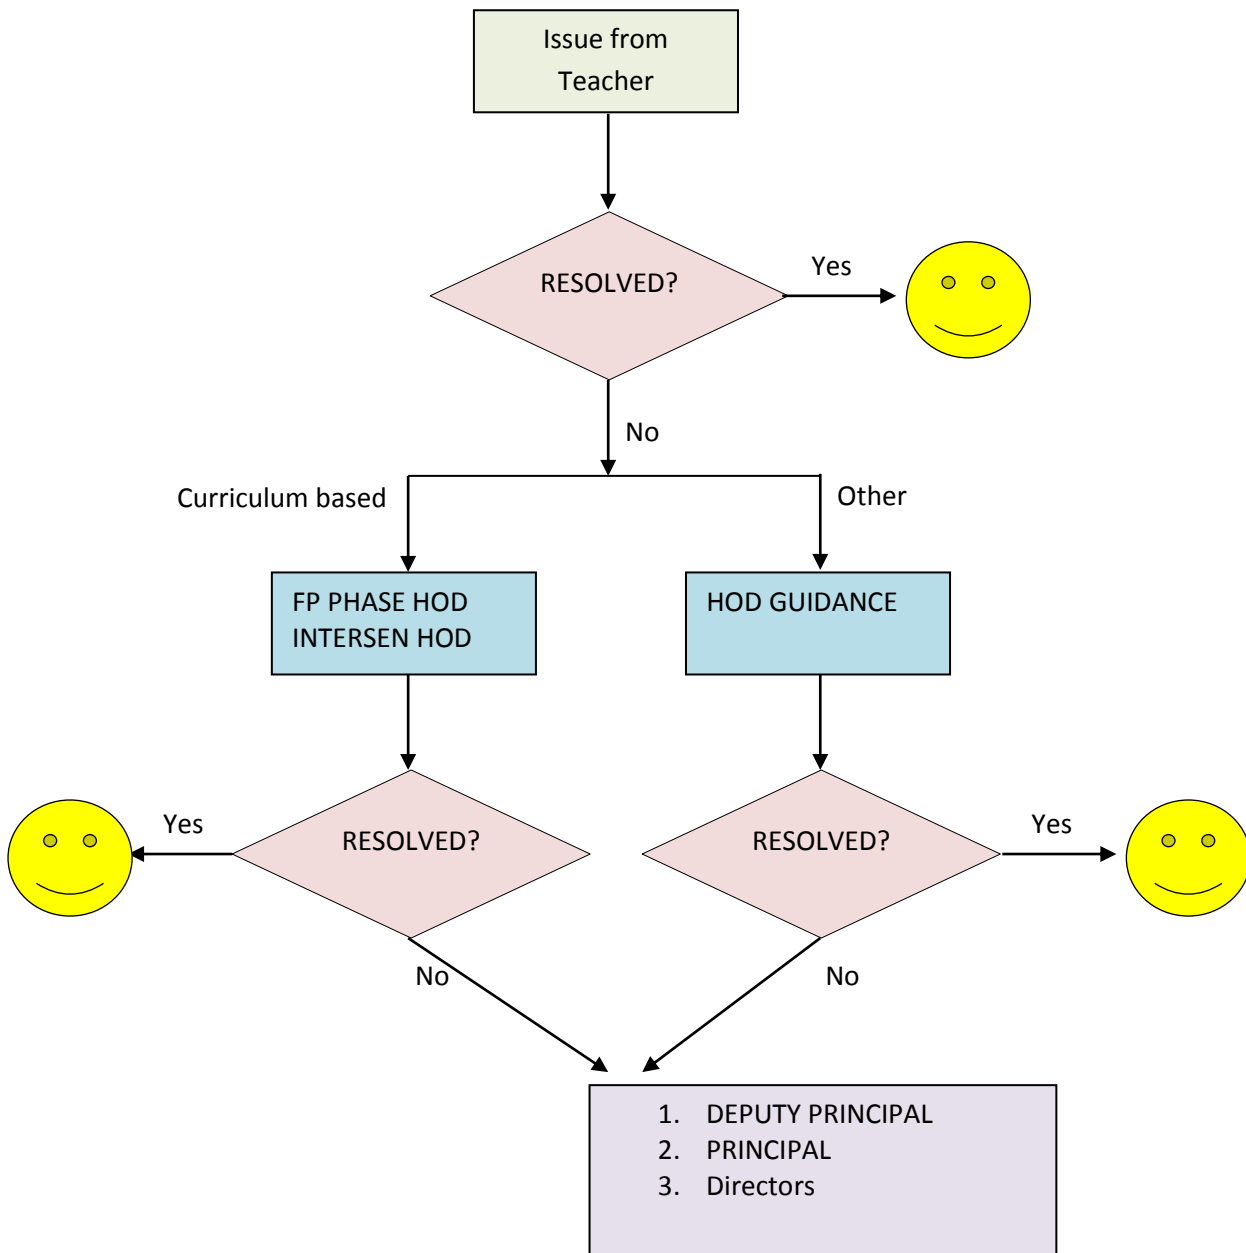 Issue from
Teacher
RESOLVED?
Yes
No
Curriculum based
Other
FP PHASE HOD
INTERSEN HOD
HOD GUIDANCE
Yes
RESOLVED?
RESOLVED?
Yes
No
No
1. DEPUTY PRINCIPAL
2. PRINCIPAL
3. Directors